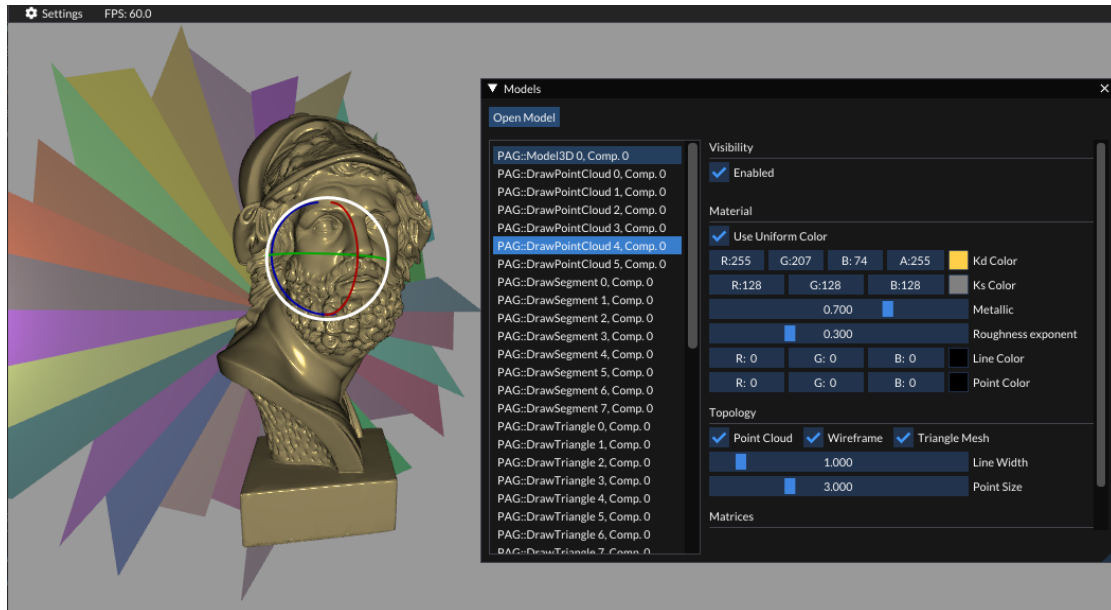 Settings FPS: 60.0
Models
Open Model
PAG::Model3D 0, Comp. 0
PAG::DrawPointCloud 0, Comp. 0
PAG::DrawPointCloud 1, Comp. 0
PAG::DrawPointCloud 2, Comp. 0
PAG::DrawPointCloud 3, Comp. 0
PAG::DrawPointCloud 4, Comp. 0
PAG::DrawPointCloud 5, Comp. 0
PAG::DrawSegment 0, Comp. 0
PAG::DrawSegment 1, Comp. 0
PAG::DrawSegment 2, Comp. 0
PAG::DrawSegment 3, Comp. 0
PAG::DrawSegment 4, Comp. 0
PAG::DrawSegment 5, Comp. 0
PAG::DrawSegment 6, Comp. 0
PAG::DrawSegment 7, Comp. 0
PAG::DrawTriangle 0, Comp. 0
PAG::DrawTriangle 1, Comp. 0
PAG::DrawTriangle 2, Comp. 0
PAG::DrawTriangle 3, Comp. 0
PAG::DrawTriangle 4, Comp. 0
PAG::DrawTriangle 5, Comp. 0
PAG::DrawTriangle 6, Comp. 0
PAG::DrawTriangle 7, Comp. 0
Visibility
Enabled
Material
Use Uniform Color
R:255 G:207 B: 74 A:255 Kd Color
R:128 G:128 B:128 Ks Color
0.700 Metallic
0.300 Roughness exponent
R: 0 G: 0 B: 0 Line Color
R: 0 G: 0 B: 0 Point Color
Topology
Point Cloud Wireframe Triangle Mesh
1.000 Line Width
3.000 Point Size
Matrices